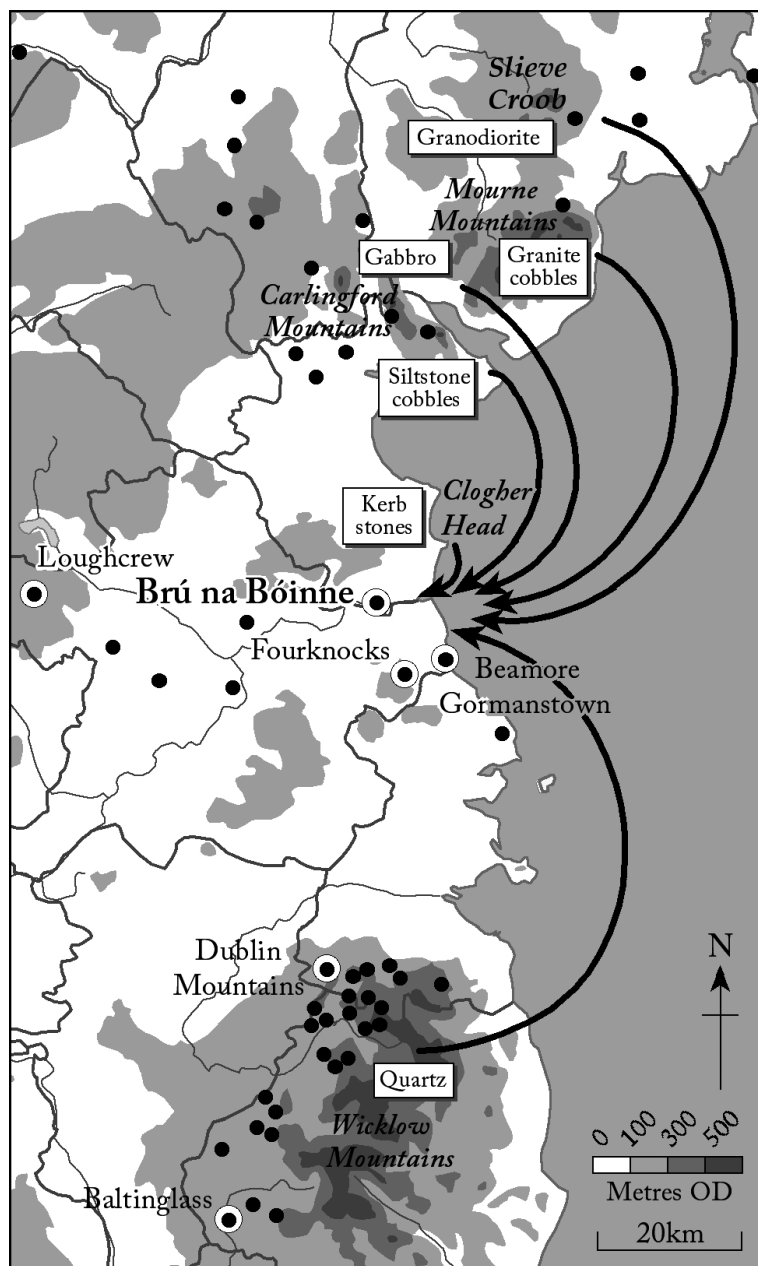 Slieve
Croob
Granodiorite
Mourne
Mountains
Gabbro
Granite
cobbles
Carlingford
Mountains
Siltstone
cobbles
Kerb
stones
Clogher
Head
Loughcrew
Brú na Bóinne
Fourknocks
Beamore
Gormanstown
Dublin
Mountains
N
Quartz
Wicklow
Mountains
0 100 300 500
Metres OD
Baltinglass
20km